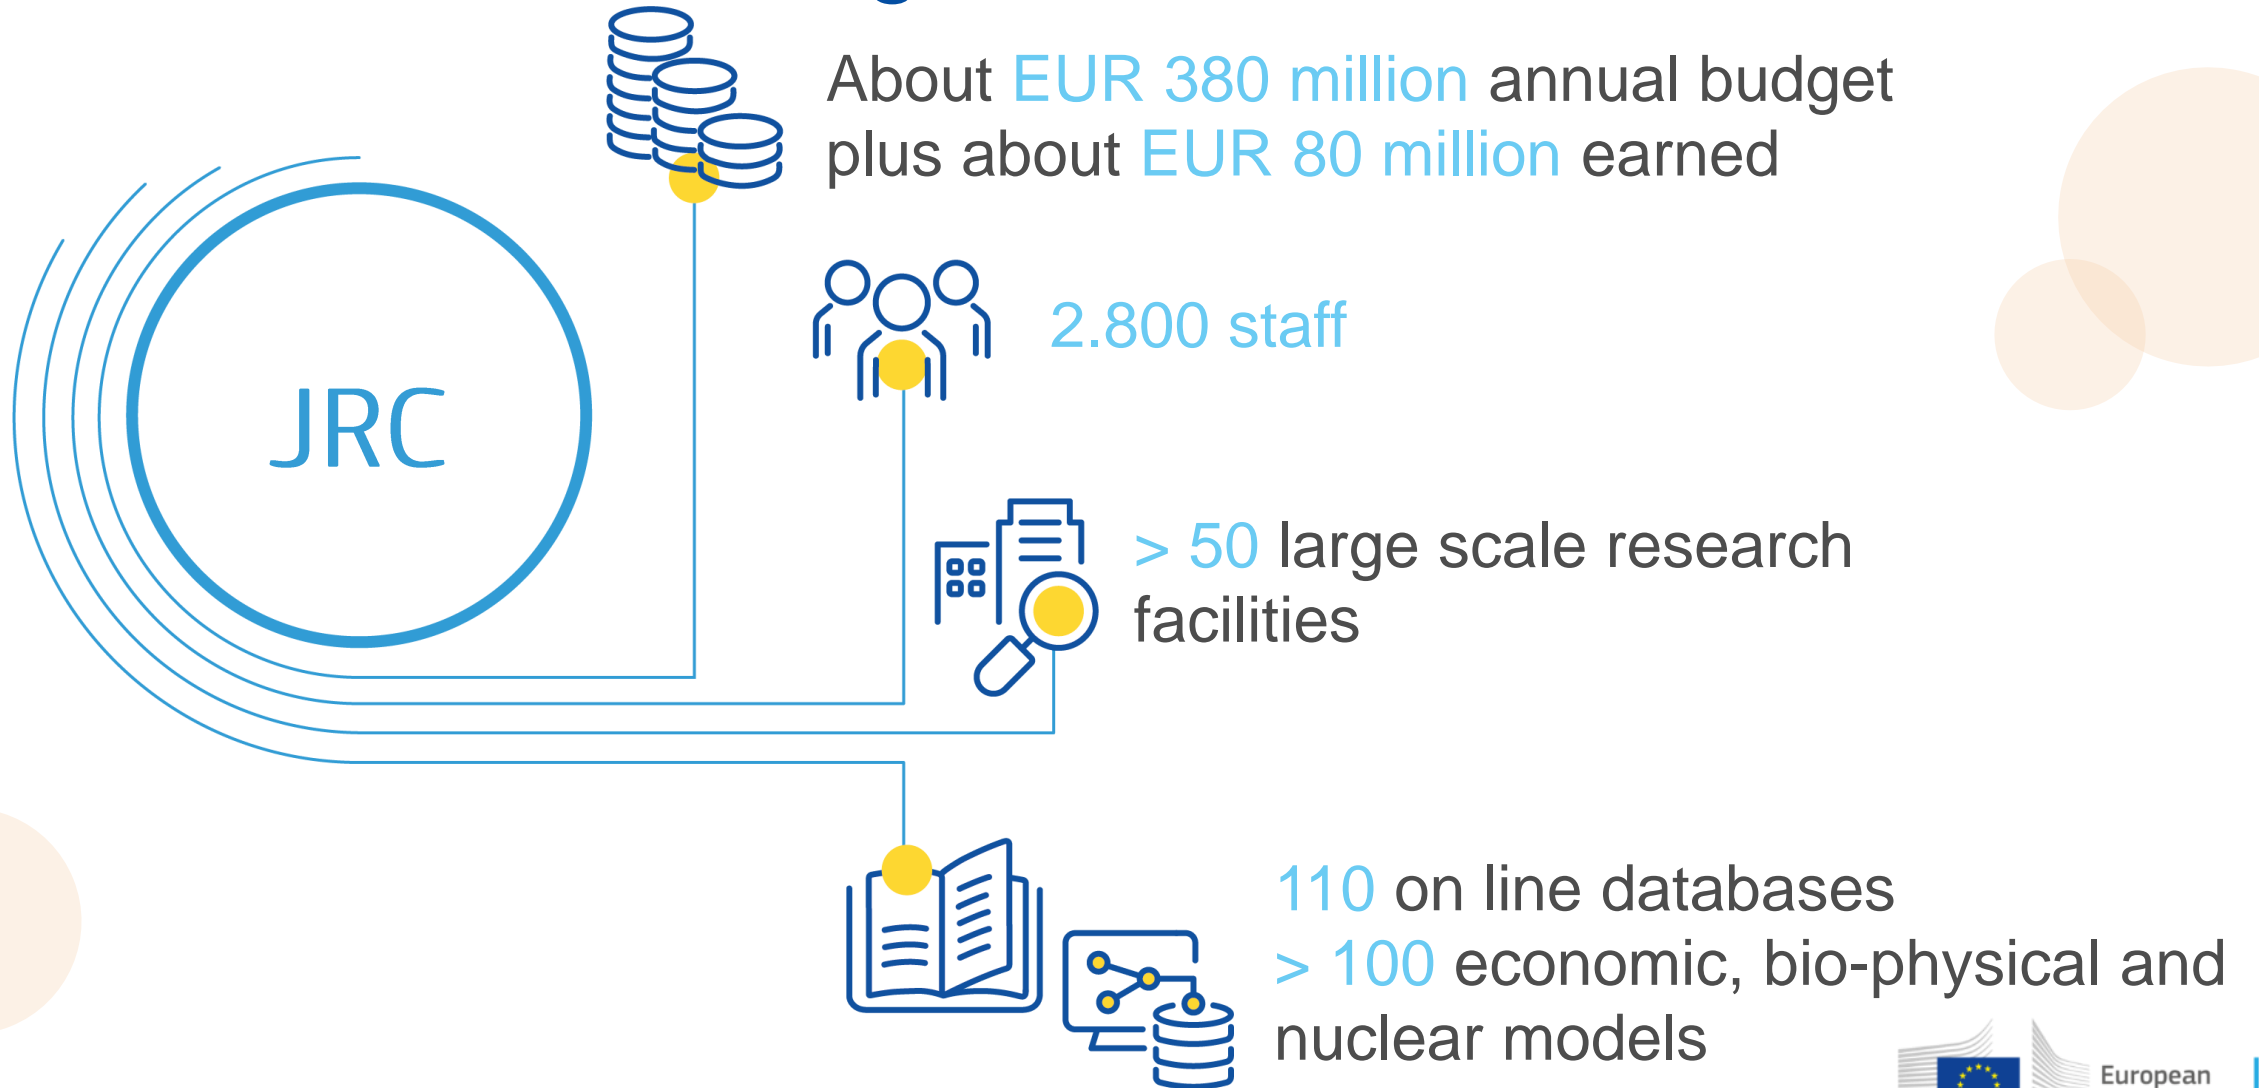 About EUR 380 million annual budget
plus about EUR 80 million earned
2.800 staff
JRC
> 50 large scale research
facilities
110 on line databases
> 100 economic, bio-physical and
nuclear models
European